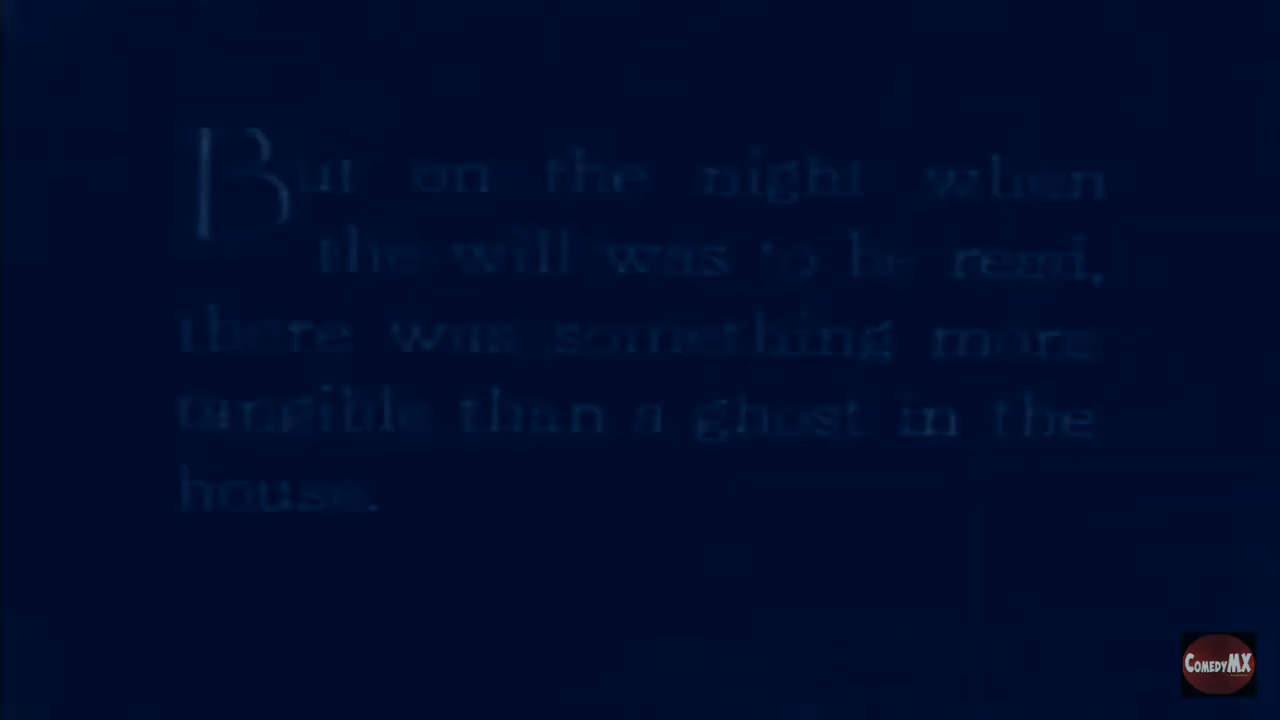 But on the night when
the will was to be read,
there was something more
tangible than a ghost in the
house.
COMEDYMX